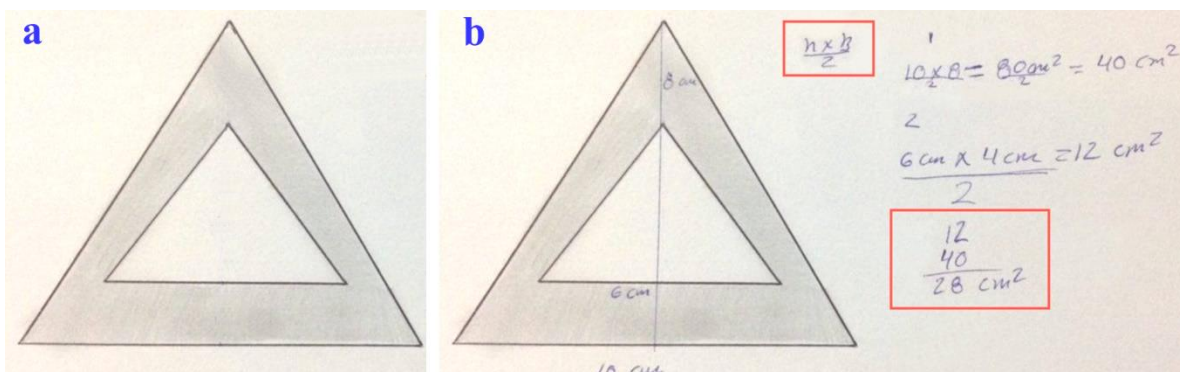 a
b
8 cm
6 cm
10 cm
h x b
2
1
10 x 8 = 80 cm² = 40 cm²
2 2
2
6 cm x 4 cm = 12 cm²
2
12
40
28 cm²